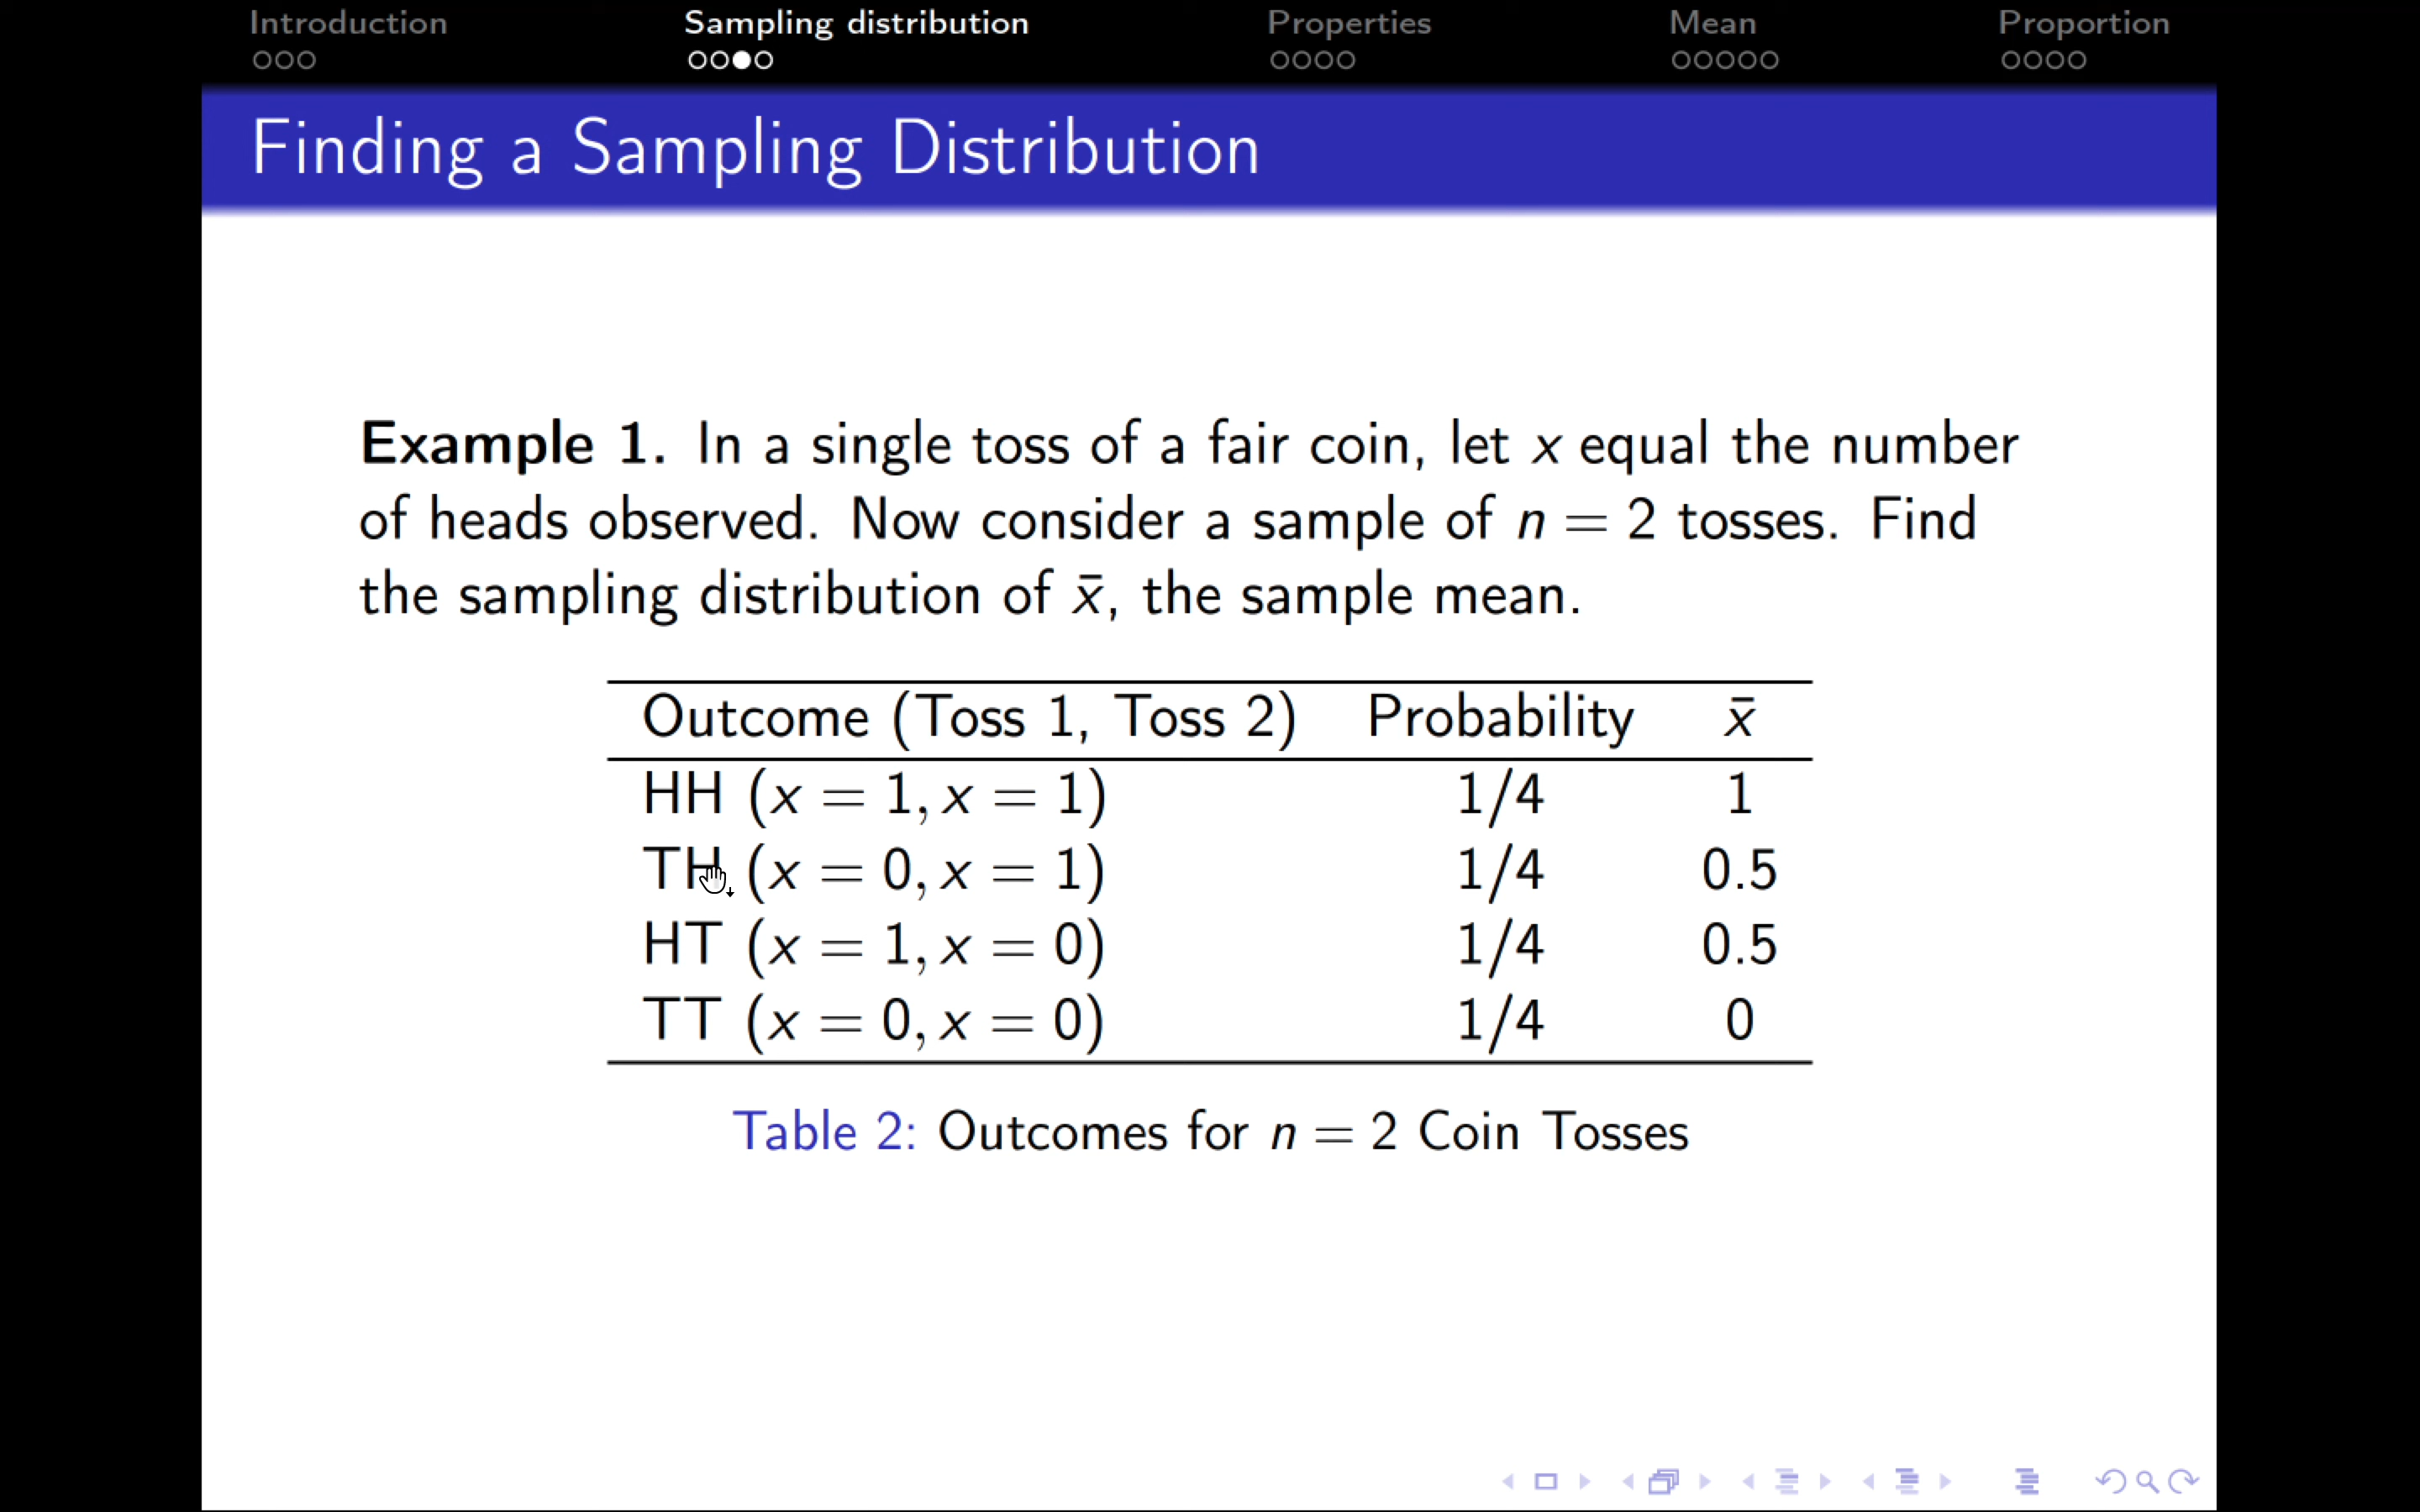 Introduction Sampling distribution Properties Mean Proportion
Finding a Sampling Distribution
Example 1. In a single toss of a fair coin, let x equal the number
of heads observed. Now consider a sample of n = 2 tosses. Find
the sampling distribution of x̄, the sample mean.
Outcome (Toss 1, Toss 2) Probability x̄
HH (x = 1, x = 1) 1/4 1
TH (x = 0, x = 1) 1/4 0.5
HT (x = 1, x = 0) 1/4 0.5
TT (x = 0, x = 0) 1/4 0
Table 2: Outcomes for n = 2 Coin Tosses